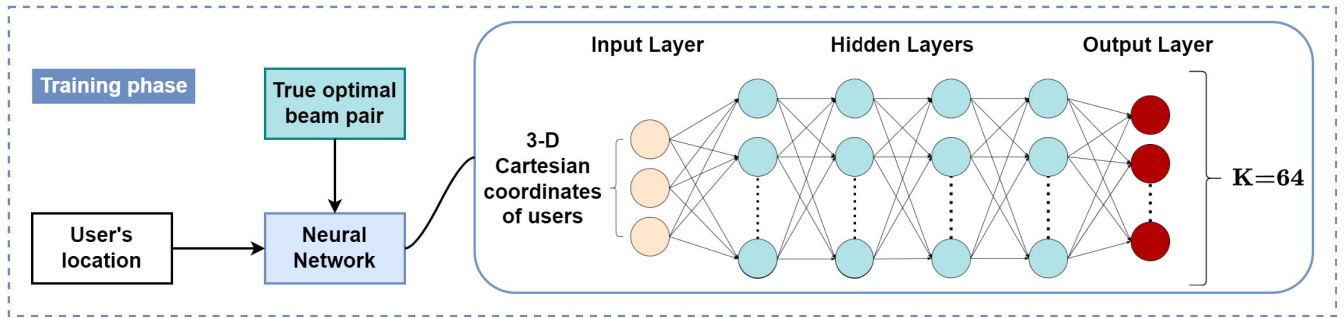 Training phase
True optimal
beam pair
User's
location
Neural
Network
Input Layer
Hidden Layers
Output Layer
3-D
Cartesian
coordinates
of users
K=64